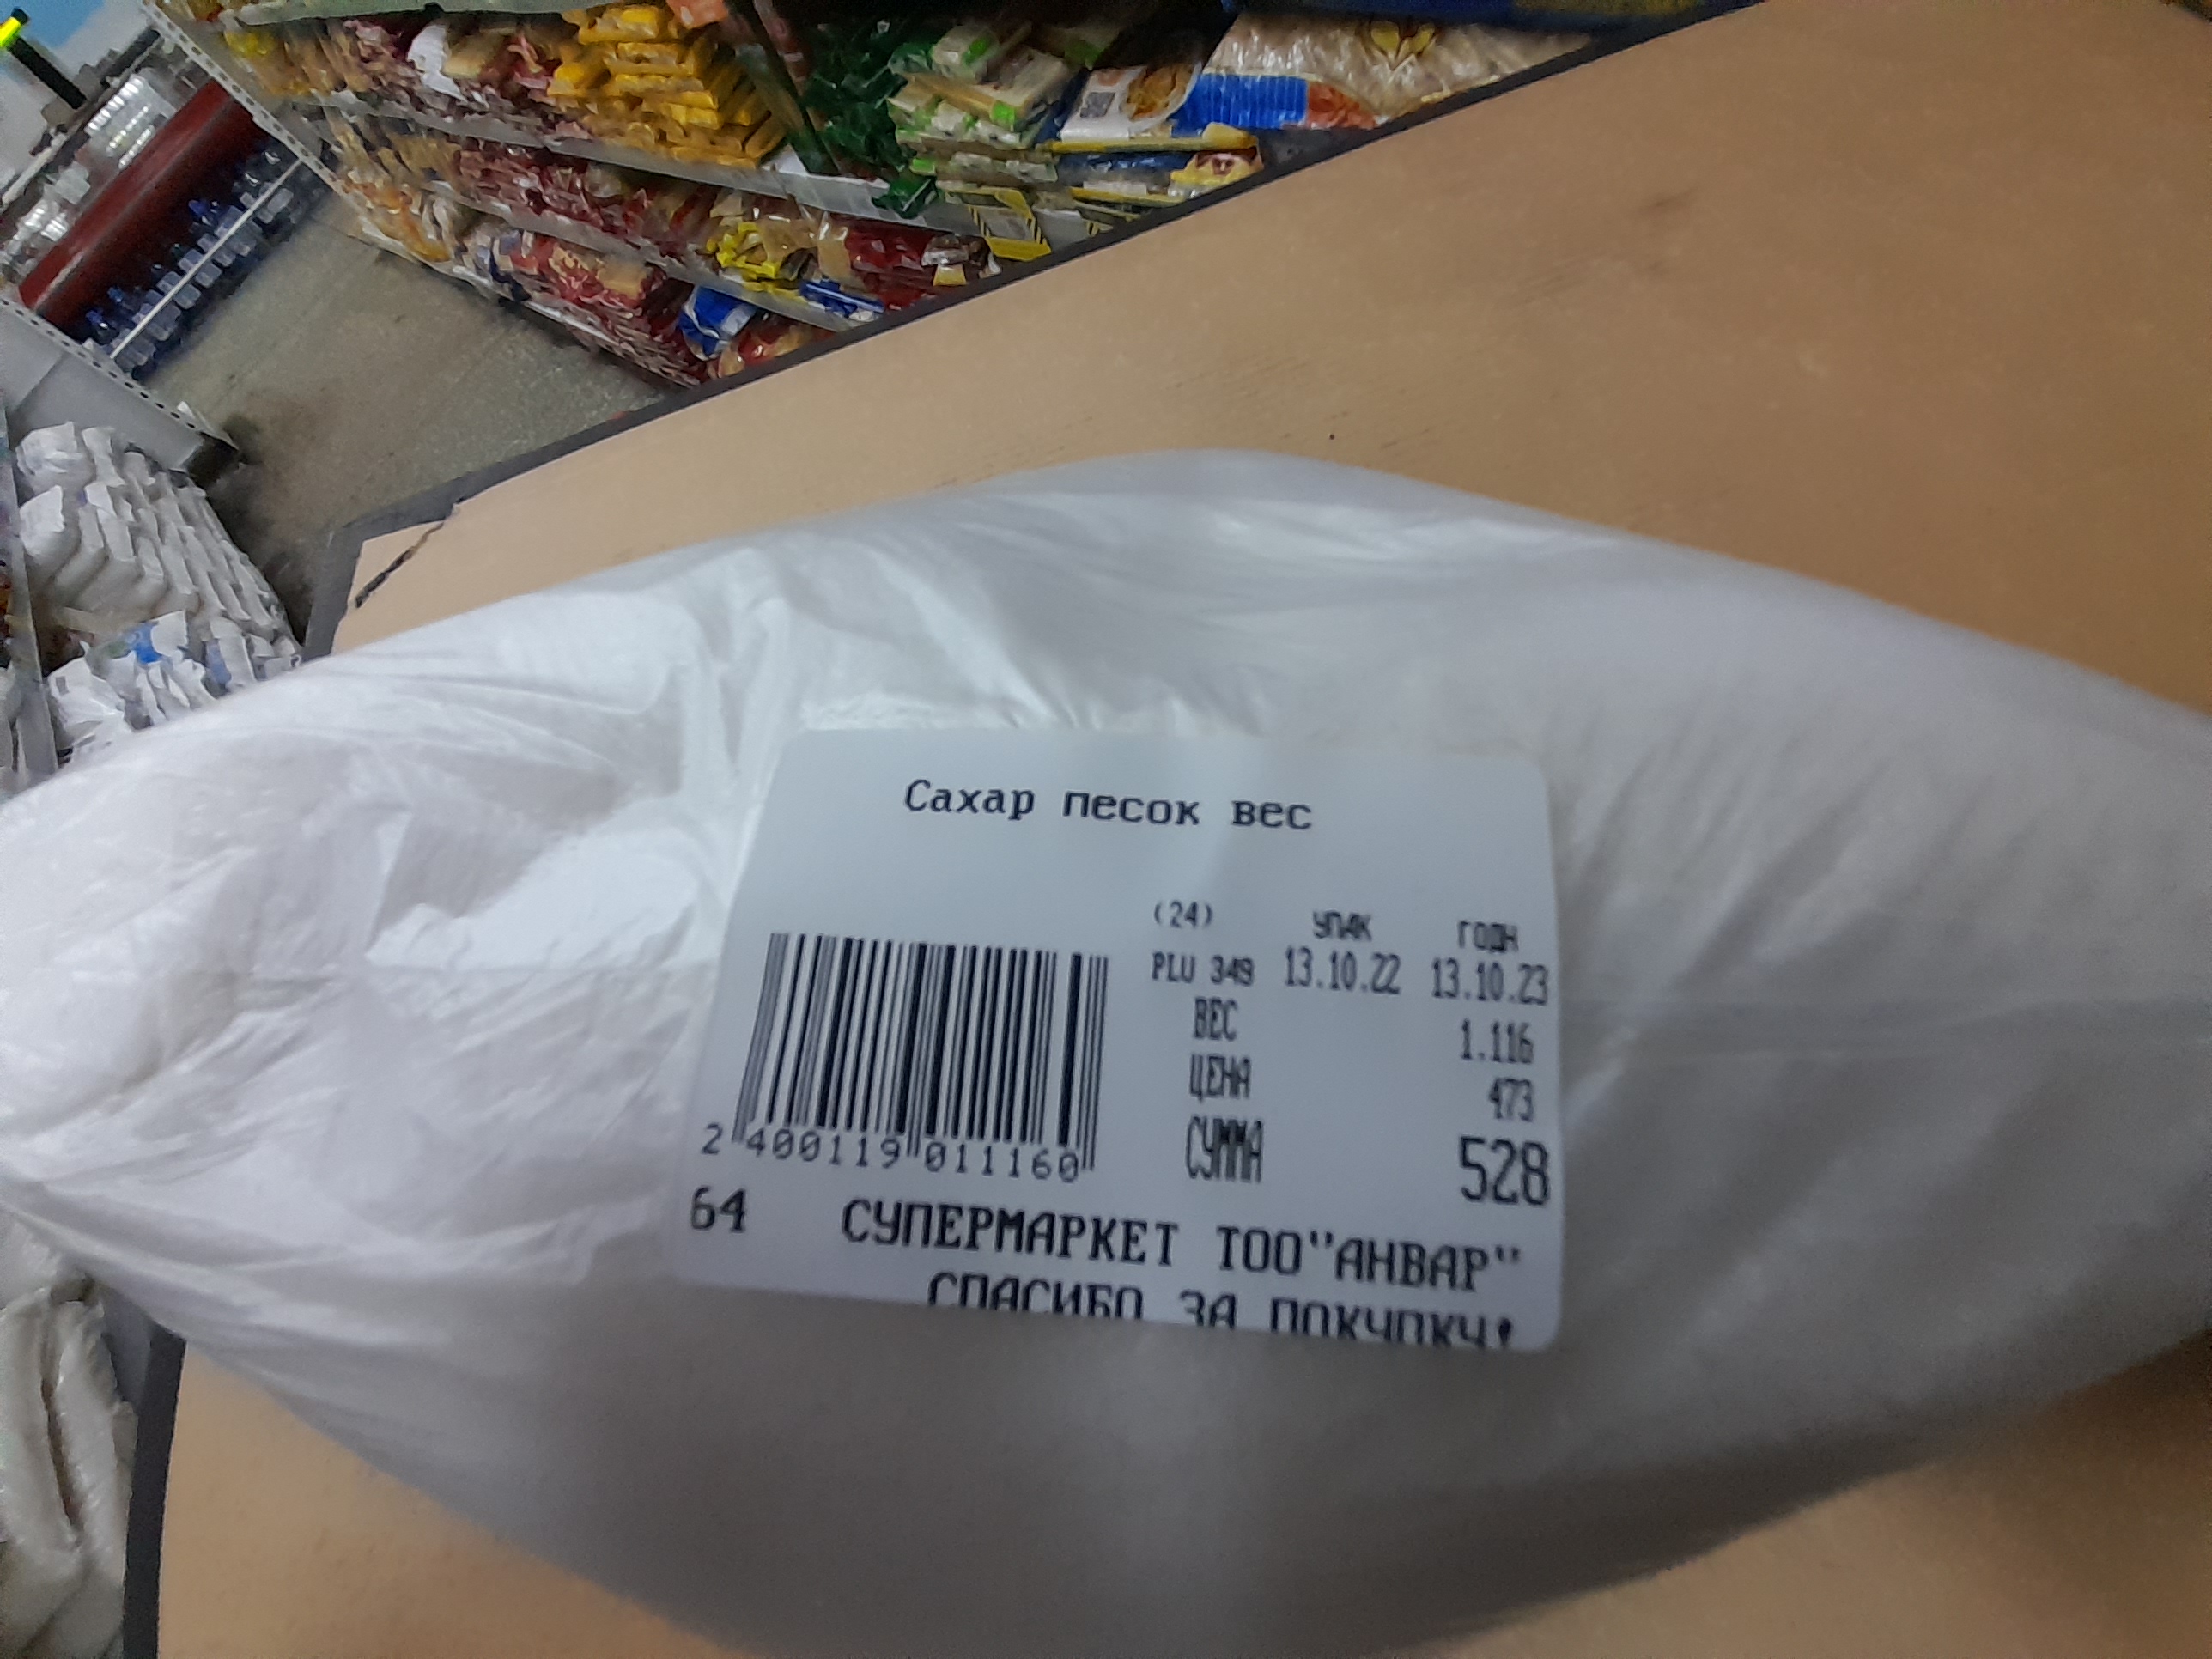 Сахар песок вес
(24) УПАК ГОДН
PLU 349 13.10.22 13.10.23
ВЕС 1.116
ЦЕНА 473
СУММА 528
2 400119 011160
64 СУПЕРМАРКЕТ ТОО"АНВАР"
СПАСИБО ЗА ПОКУПКУ!